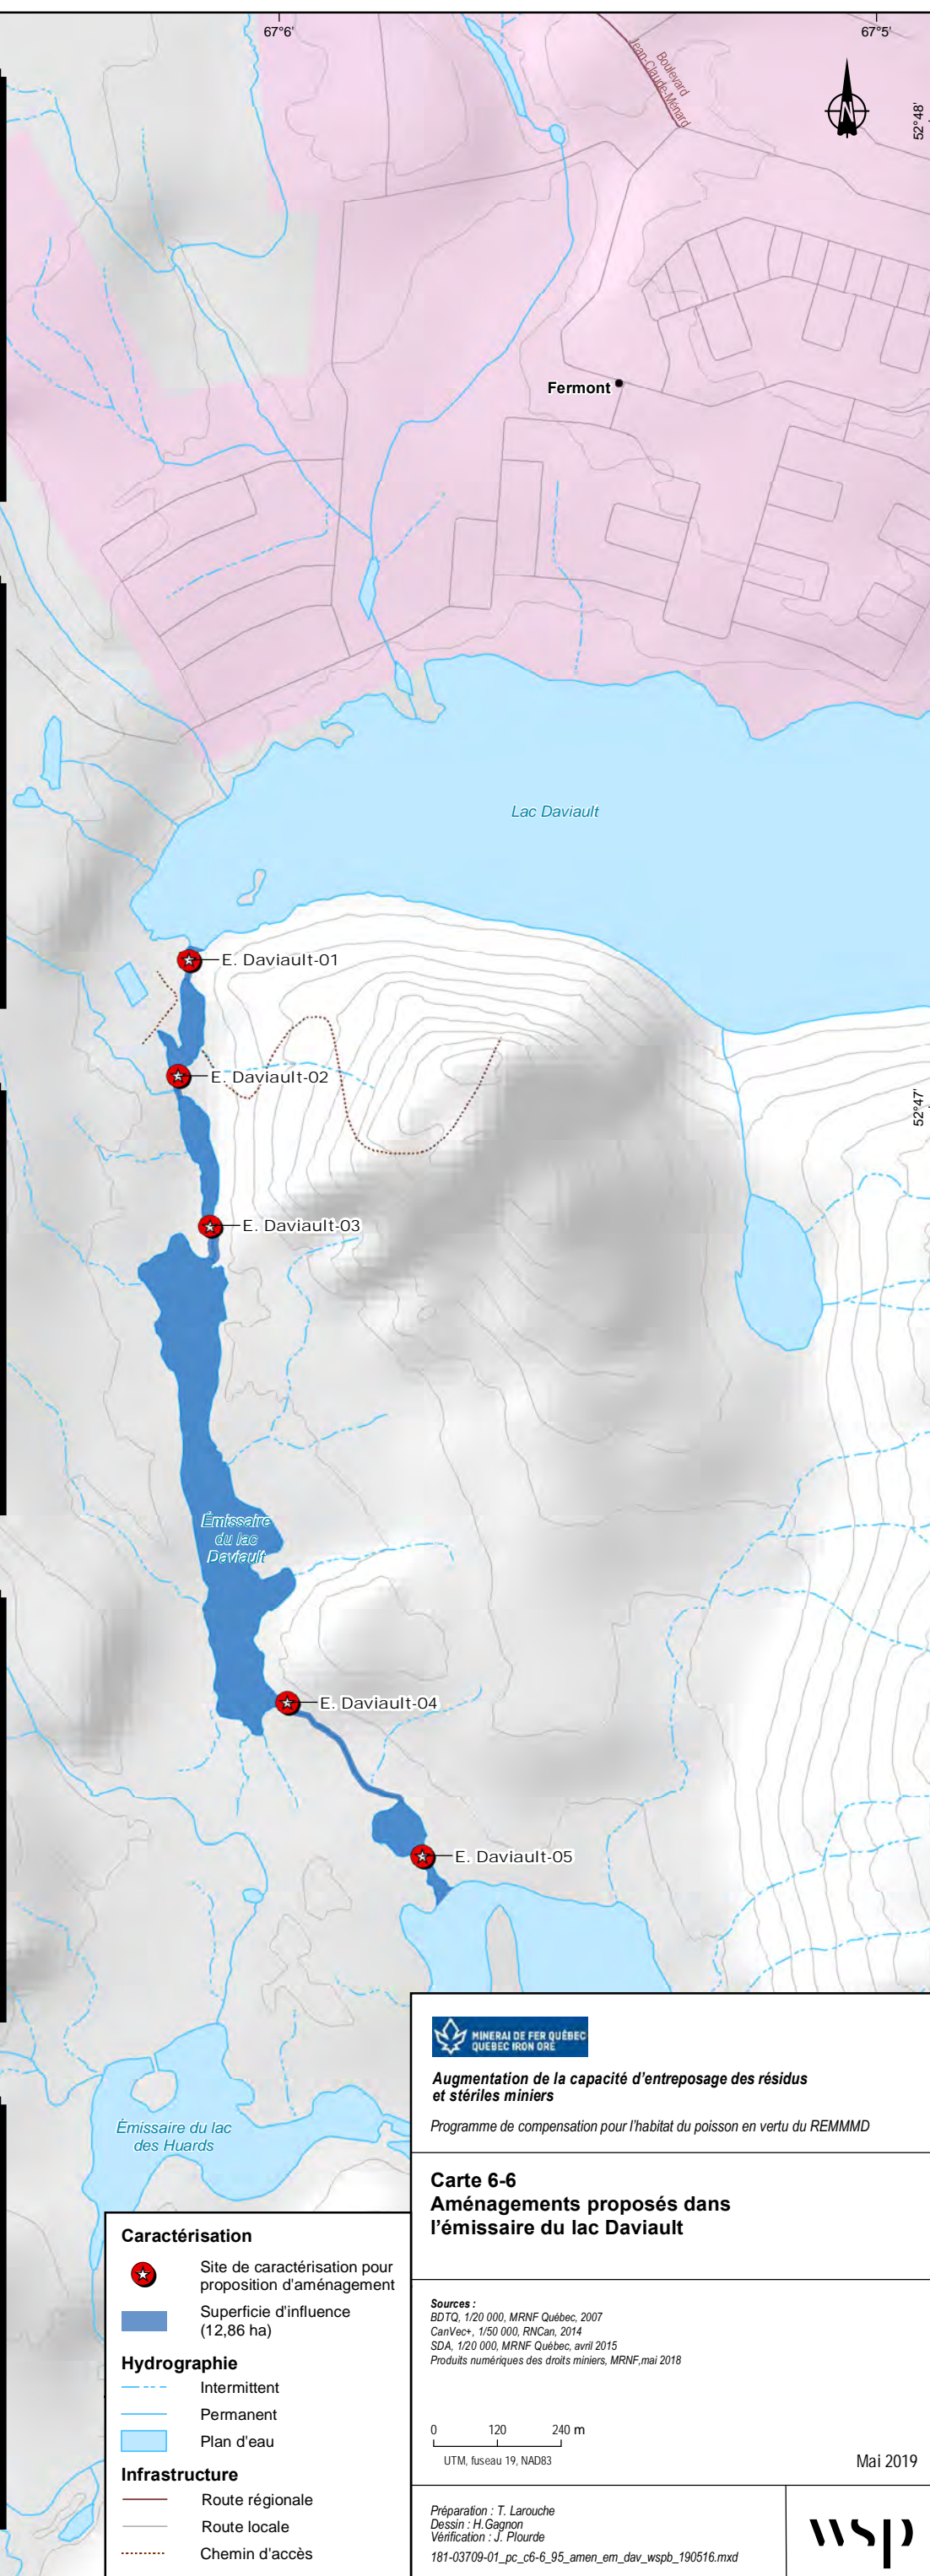 67°6'
67°5'
Boulevard
Jean-Claude-Ménard
N
52°48'
Fermont
Lac Daviault
E. Daviault-01
E. Daviault-02
52°47'
E. Daviault-03
Émissaire
du lac
Daviault
E. Daviault-04
E. Daviault-05
Émissaire du lac
des Huards
MINERAI DE FER QUÉBEC
QUEBEC IRON ORE
Augmentation de la capacité d'entreposage des résidus
et stériles miniers
Programme de compensation pour l'habitat du poisson en vertu du REMMMD
Carte 6-6
Aménagements proposés dans
l'émissaire du lac Daviault
Sources :
BDTQ, 1/20 000, MRNF Québec, 2007
CanVec+, 1/50 000, RNCan, 2014
SDA, 1/20 000, MRNF Québec, avril 2015
Produits numériques des droits miniers, MRNF,mai 2018
0 120 240 m
UTM, fuseau 19, NAD83
Mai 2019
Préparation : T. Larouche
Dessin : H.Gagnon
Vérification : J. Plourde
181-03709-01_pc_c6-6_95_amen_em_dav_wspb_190516.mxd
wsp
Caractérisation
Site de caractérisation pour
proposition d'aménagement
Superficie d'influence
(12,86 ha)
Hydrographie
Intermittent
Permanent
Plan d'eau
Infrastructure
Route régionale
Route locale
Chemin d'accès